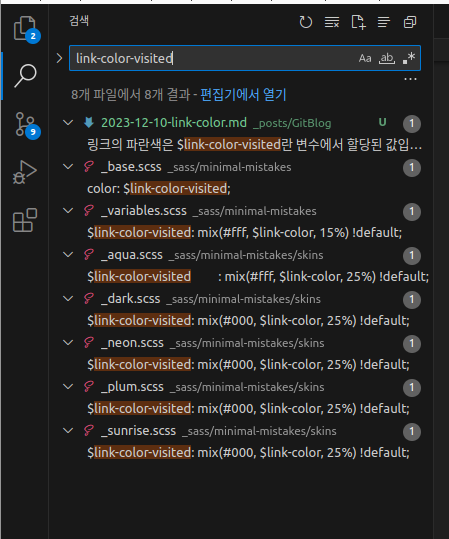 검색
link-color-visited
Aa ab .*
...
8개 파일에서 8개 결과 - 편집기에서 열기
2
2023-12-10-link-color.md _posts/GitBlog U 1
링크의 파란색은 $link-color-visited란 변수에서 할당된 값입...
_base.scss _sass/minimal-mistakes 1
color: $link-color-visited;
9
_variables.scss _sass/minimal-mistakes 1
$link-color-visited: mix(#fff, $link-color, 15%) !default;
_aqua.scss _sass/minimal-mistakes/skins 1
$link-color-visited : mix(#fff, $link-color, 25%) !default;
_dark.scss _sass/minimal-mistakes/skins 1
$link-color-visited: mix(#000, $link-color, 25%) !default;
_neon.scss _sass/minimal-mistakes/skins 1
$link-color-visited: mix(#000, $link-color, 25%) !default;
_plum.scss _sass/minimal-mistakes/skins 1
$link-color-visited: mix(#000, $link-color, 25%) !default;
_sunrise.scss _sass/minimal-mistakes/skins 1
$link-color-visited: mix(#000, $link-color, 25%) !default;